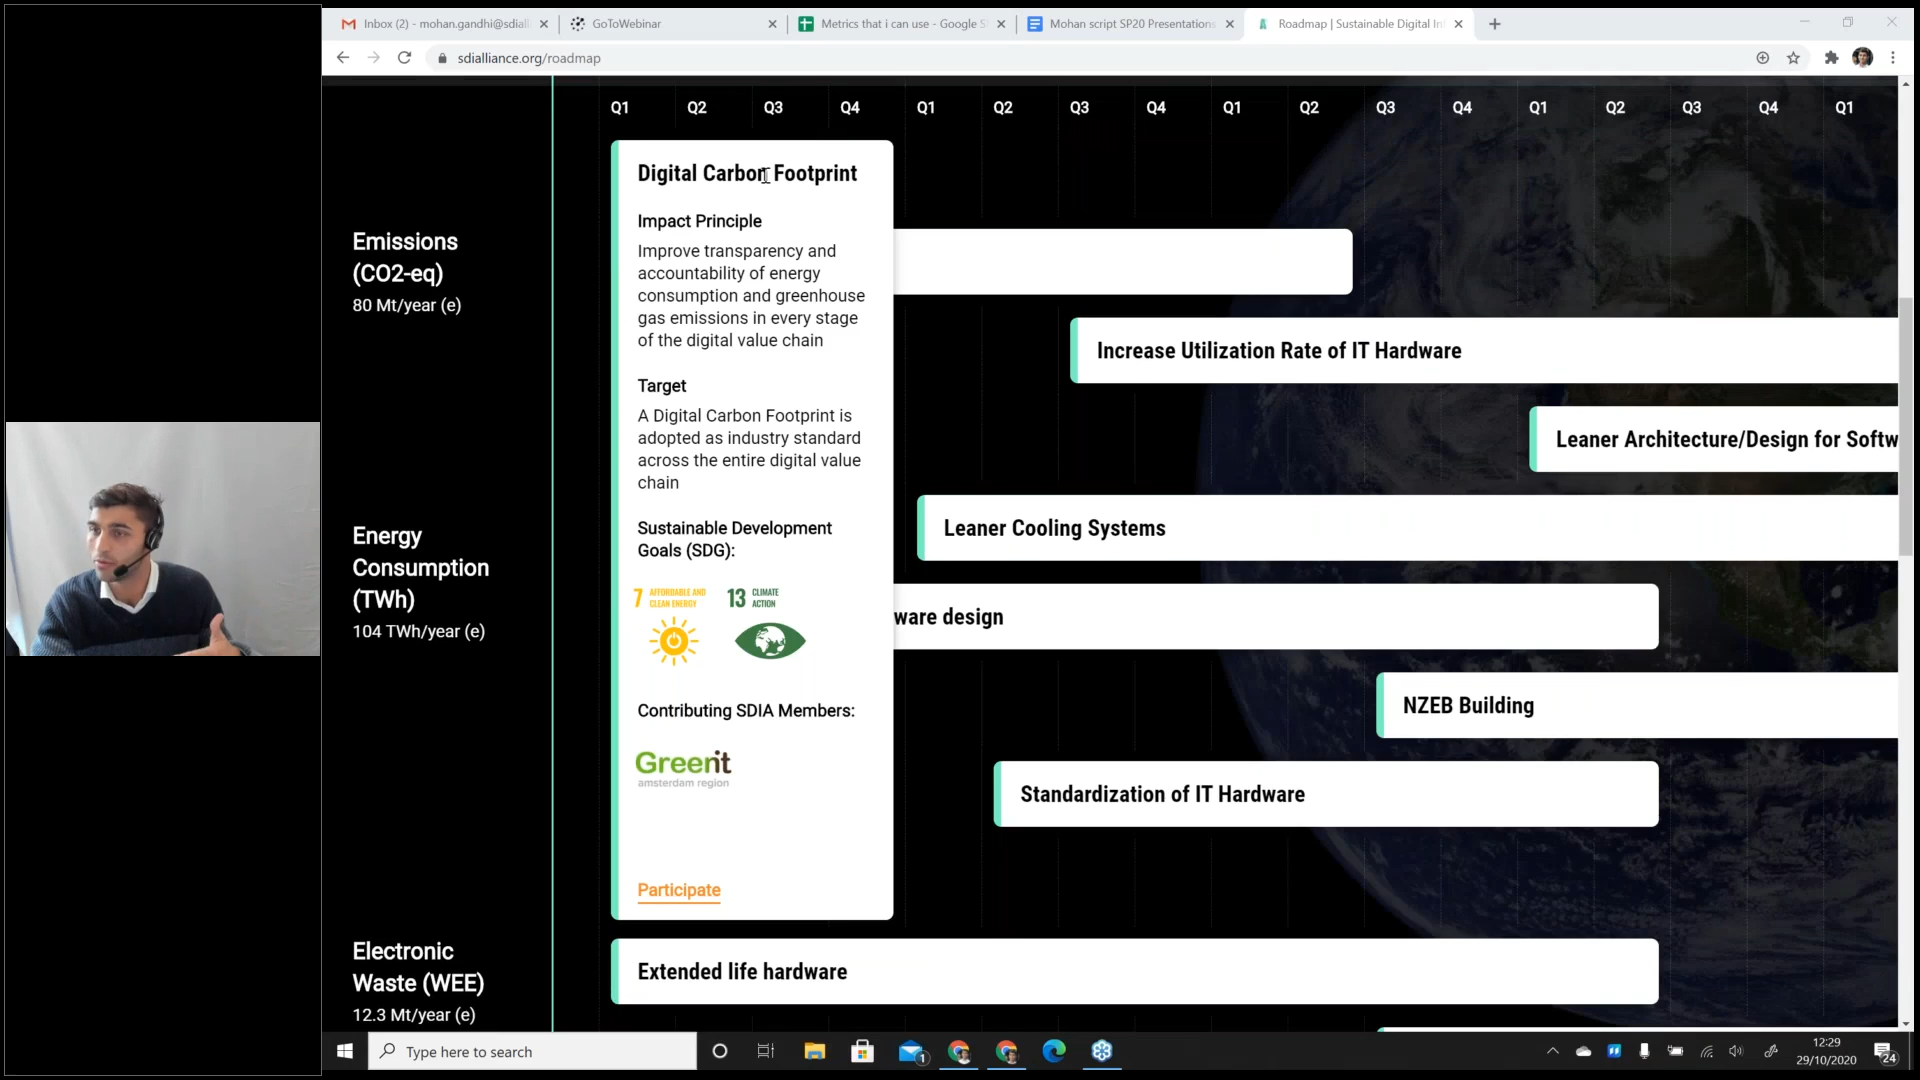 Inbox (2) - mohan.gandhi@sdiall
GoToWebinar
Metrics that i can use - Google S
Mohan script SP20 Presentations
Roadmap | Sustainable Digital In
sdialliance.org/roadmap
Q1 Q2 Q3 Q4 Q1 Q2 Q3 Q4 Q1 Q2 Q3 Q4 Q1 Q2 Q3 Q4 Q1
Emissions
(CO2-eq)
80 Mt/year (e)
Energy
Consumption
(TWh)
104 TWh/year (e)
Electronic
Waste (WEE)
12.3 Mt/year (e)
Digital Carbon Footprint
Impact Principle
Improve transparency and
accountability of energy
consumption and greenhouse
gas emissions in every stage
of the digital value chain
Target
A Digital Carbon Footprint is
adopted as industry standard
across the entire digital value
chain
Sustainable Development
Goals (SDG):
7 AFFORDABLE AND
CLEAN ENERGY
13 CLIMATE
ACTION
Contributing SDIA Members:
Greenit
amsterdam region
Participate
Increase Utilization Rate of IT Hardware
Leaner Architecture/Design for Softw
Leaner Cooling Systems
ware design
NZEB Building
Standardization of IT Hardware
Extended life hardware
Type here to search
1
12:29
29/10/2020
24